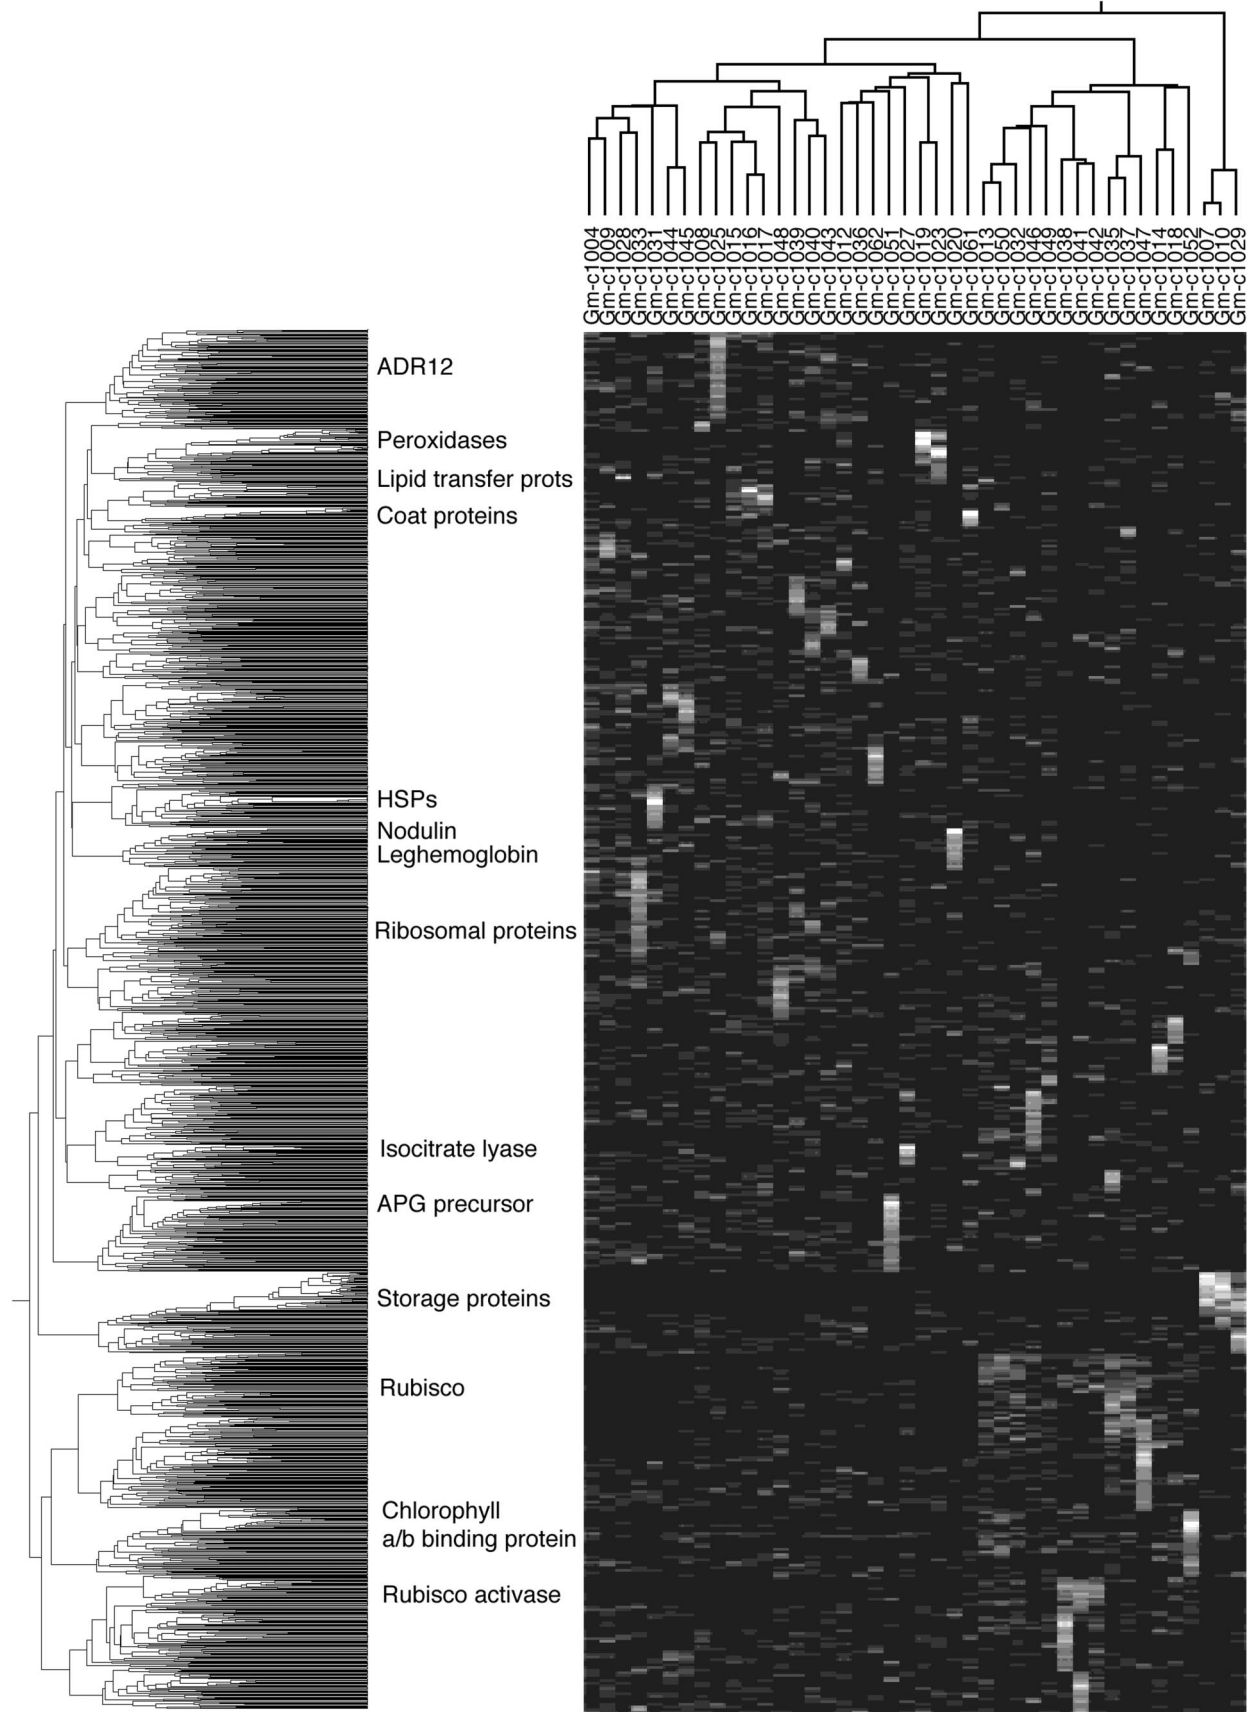 Gm-c1004
Gm-c1009
Gm-c1028
Gm-c1033
Gm-c1031
Gm-c1044
Gm-c1045
Gm-c1008
Gm-c1025
Gm-c1015
Gm-c1016
Gm-c1017
Gm-c1048
Gm-c1039
Gm-c1040
Gm-c1043
Gm-c1012
Gm-c1036
Gm-c1062
Gm-c1051
Gm-c1027
Gm-c1019
Gm-c1023
Gm-c1020
Gm-c1061
Gm-c1013
Gm-c1050
Gm-c1032
Gm-c1046
Gm-c1049
Gm-c1038
Gm-c1041
Gm-c1042
Gm-c1035
Gm-c1037
Gm-c1047
Gm-c1014
Gm-c1018
Gm-c1052
Gm-c1007
Gm-c1010
Gm-c1029
ADR12
Peroxidases
Lipid transfer prots
Coat proteins
HSPs
Nodulin
Leghemoglobin
Ribosomal proteins
Isocitrate lyase
APG precursor
Storage proteins
Rubisco
Chlorophyll
a/b binding protein
Rubisco activase